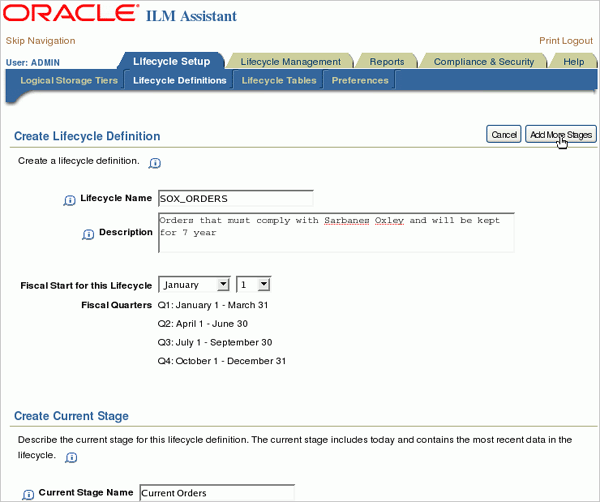 ORACLE ILM Assistant
Skip Navigation
Print Logout
User: ADMIN
Lifecycle Setup
Lifecycle Management
Reports
Compliance & Security
Help
Logical Storage Tiers
Lifecycle Definitions
Lifecycle Tables
Preferences
Create Lifecycle Definition
Cancel
Add More Stages
Create a lifecycle definition.
Lifecycle Name SOX_ORDERS
Description
Orders that must comply with Sarbanes Oxley and will be kept
for 7 year
Fiscal Start for this Lifecycle January 1
Fiscal Quarters Q1: January 1 - March 31
Q2: April 1 - June 30
Q3: July 1 - September 30
Q4: October 1 - December 31
Create Current Stage
Describe the current stage for this lifecycle definition. The current stage includes today and contains the most recent data in the
lifecycle.
Current Stage Name Current Orders